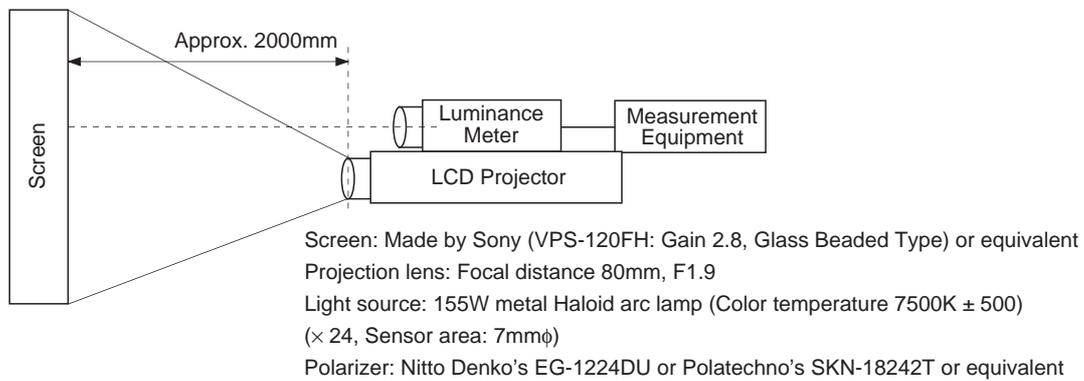 Approx. 2000mm
Screen
Luminance
Meter
Measurement
Equipment
LCD Projector
Screen: Made by Sony (VPS-120FH: Gain 2.8, Glass Beaded Type) or equivalent
Projection lens: Focal distance 80mm, F1.9
Light source: 155W metal Haloid arc lamp (Color temperature 7500K ± 500)
(× 24, Sensor area: 7mmϕ)
Polarizer: Nitto Denko's EG-1224DU or Polatechno's SKN-18242T or equivalent